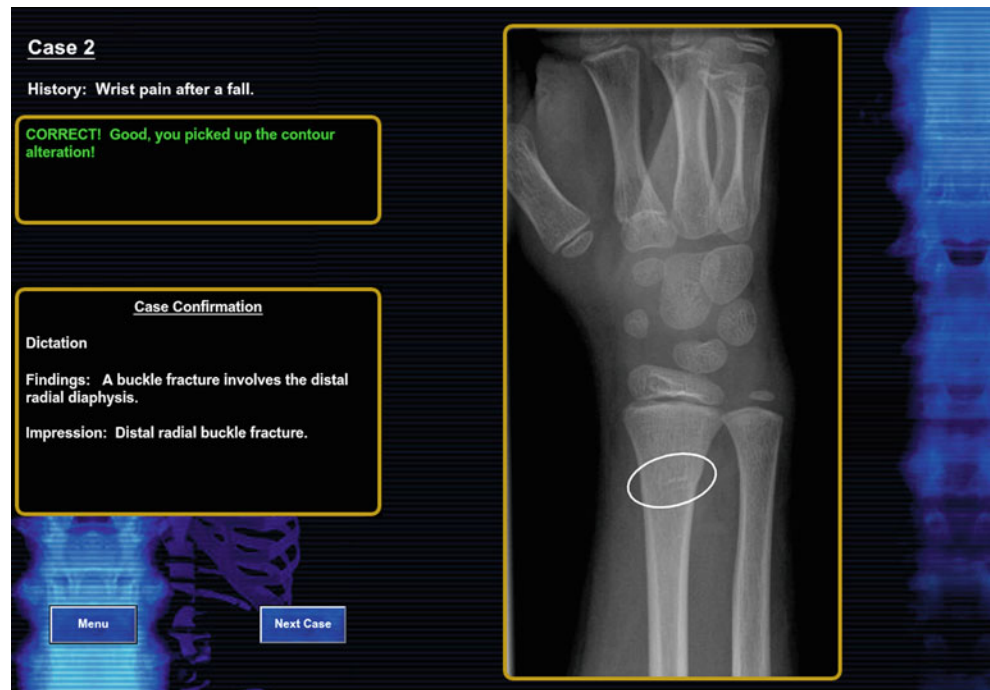 Case 2
History: Wrist pain after a fall.
CORRECT! Good, you picked up the contour
alteration!
Case Confirmation
Dictation
Findings: A buckle fracture involves the distal
radial diaphysis.
Impression: Distal radial buckle fracture.
Menu
Next Case